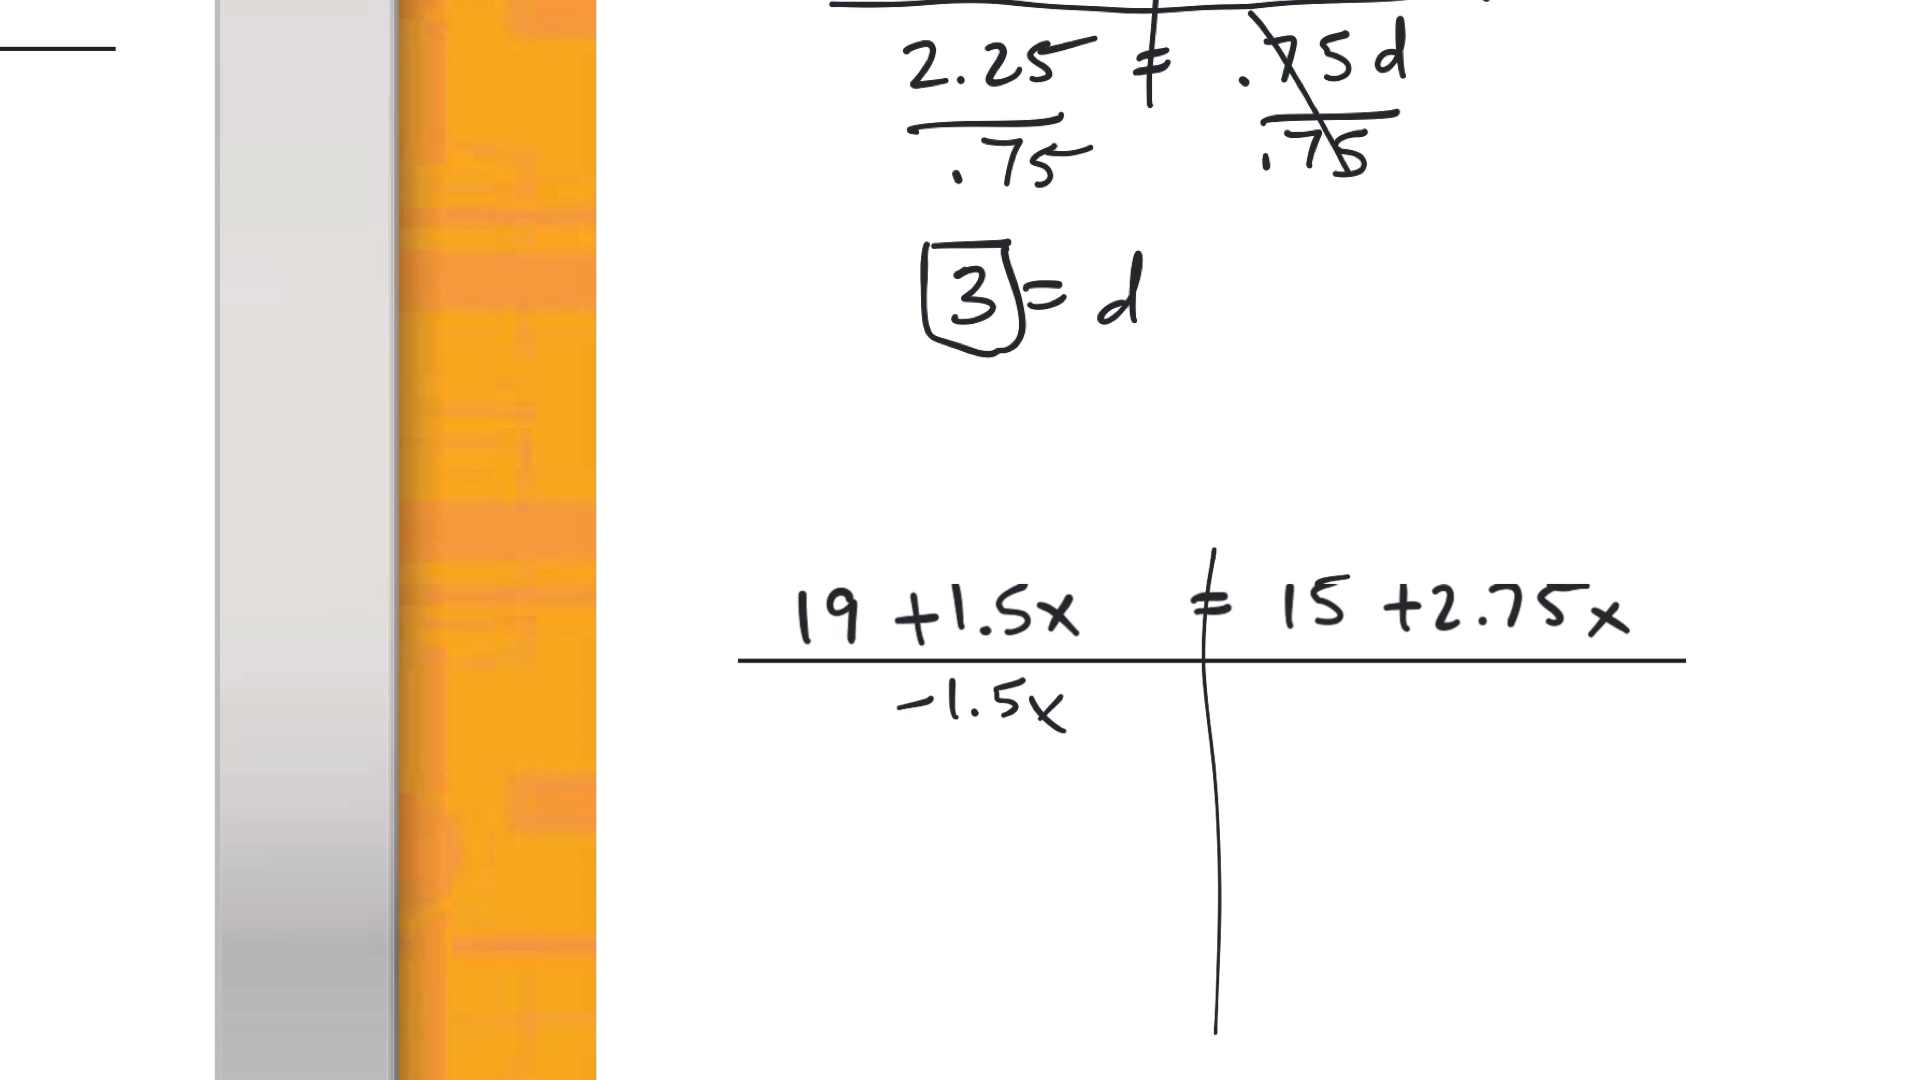 2.25 = .75d
.75 .75
3 = d
19 + 1.5x = 15 + 2.75x
-1.5x